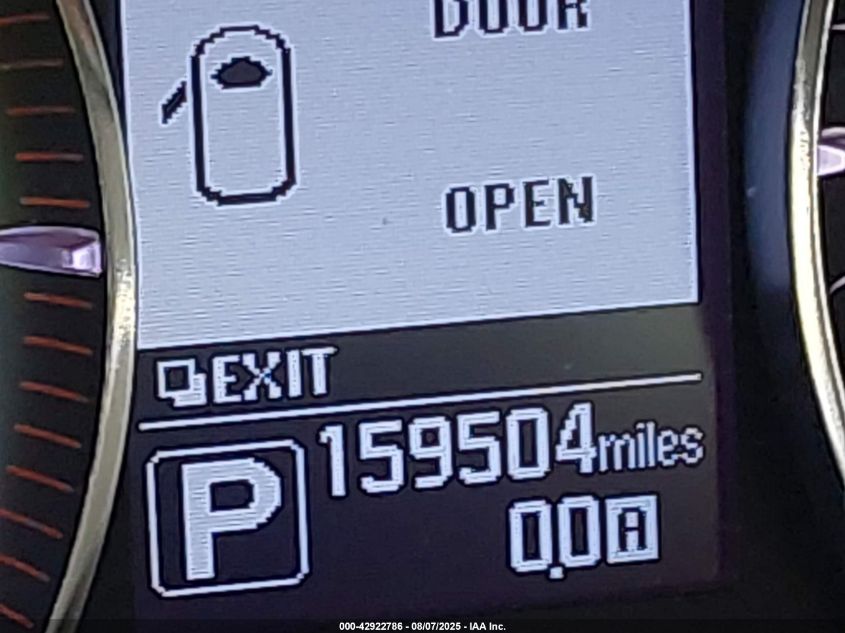 DOOR
OPEN
EXIT
P
159504miles
0.0A
000-42922786 - 08/07/2025 - IAA Inc.